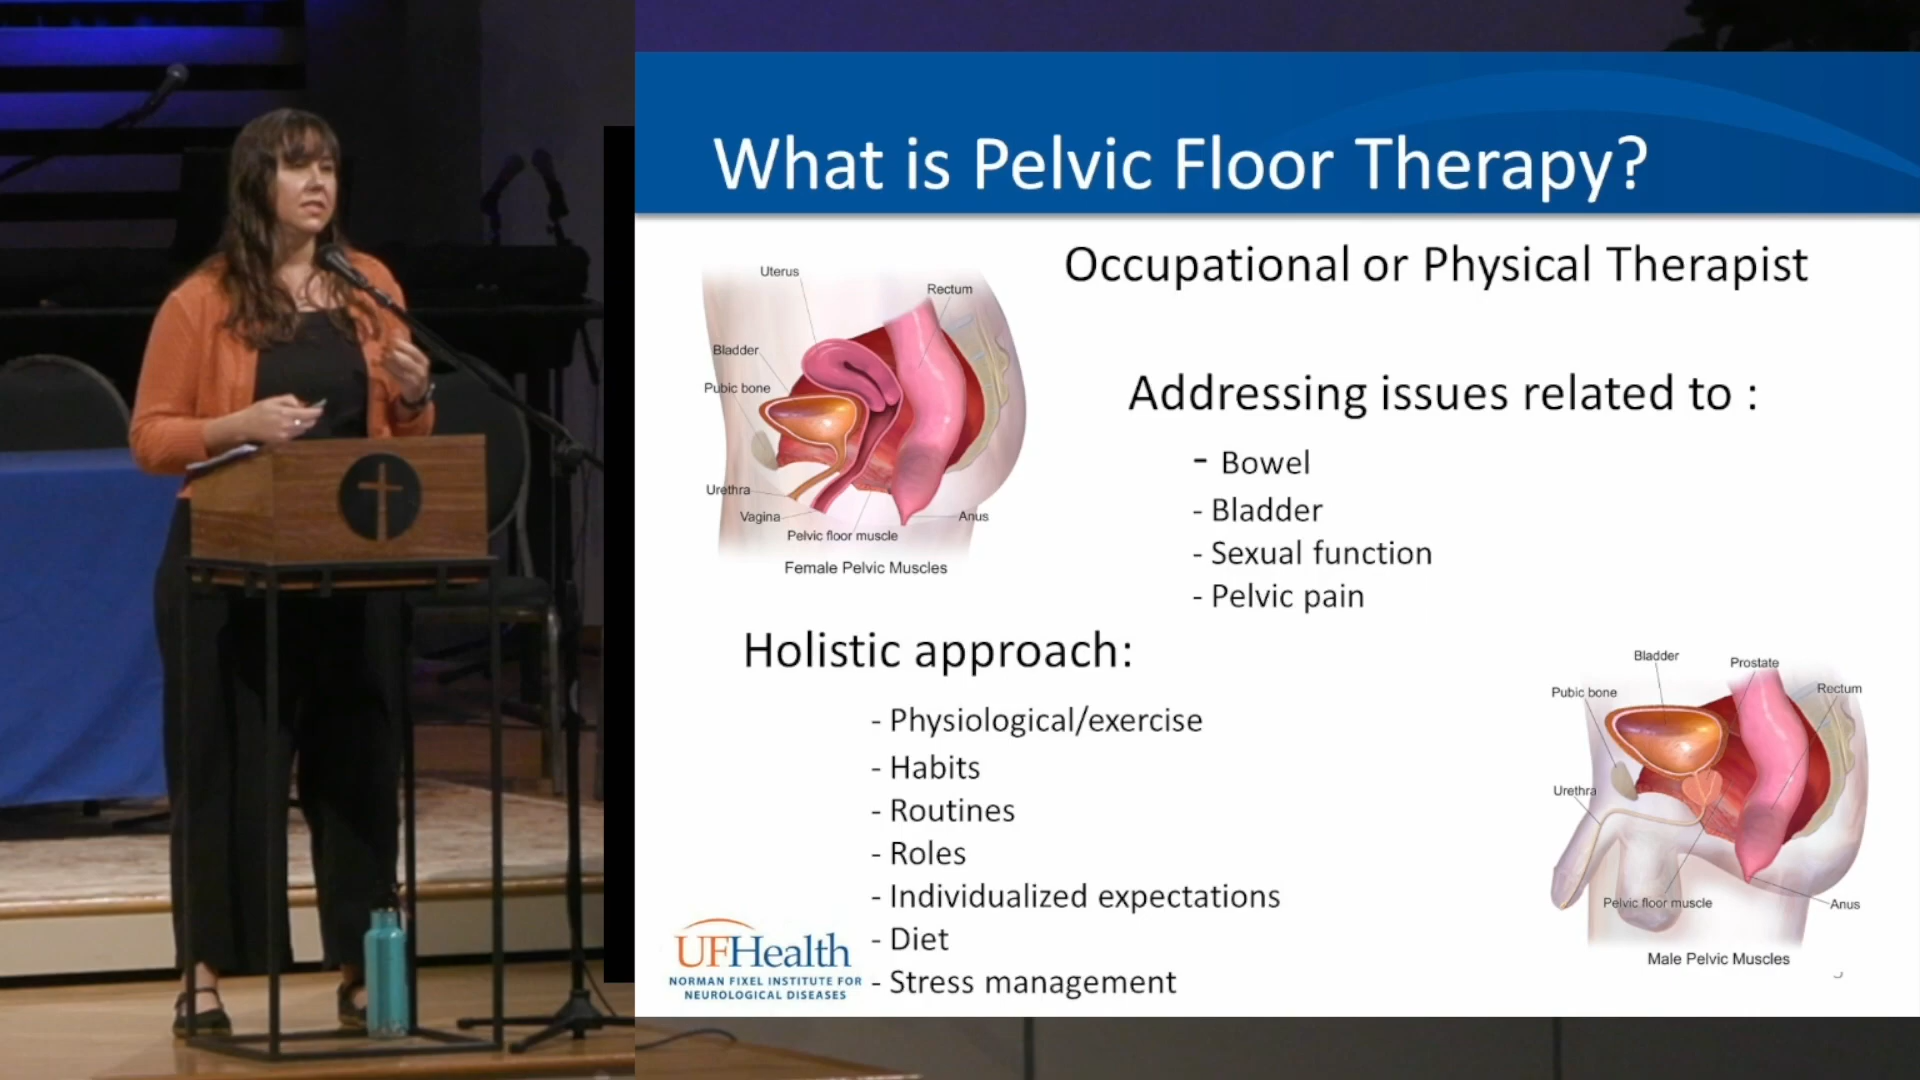 What is Pelvic Floor Therapy?
Occupational or Physical Therapist
Uterus
Rectum
Bladder
Pubic bone
Urethra
Vagina
Anus
Pelvic floor muscle
Female Pelvic Muscles
Addressing issues related to :
- Bowel
- Bladder
- Sexual function
- Pelvic pain
Holistic approach:
- Physiological/exercise
- Habits
- Routines
- Roles
- Individualized expectations
- Diet
- Stress management
Bladder
Prostate
Pubic bone
Rectum
Urethra
Pelvic floor muscle
Anus
Male Pelvic Muscles
UFHealth
NORMAN FIXEL INSTITUTE FOR
NEUROLOGICAL DISEASES